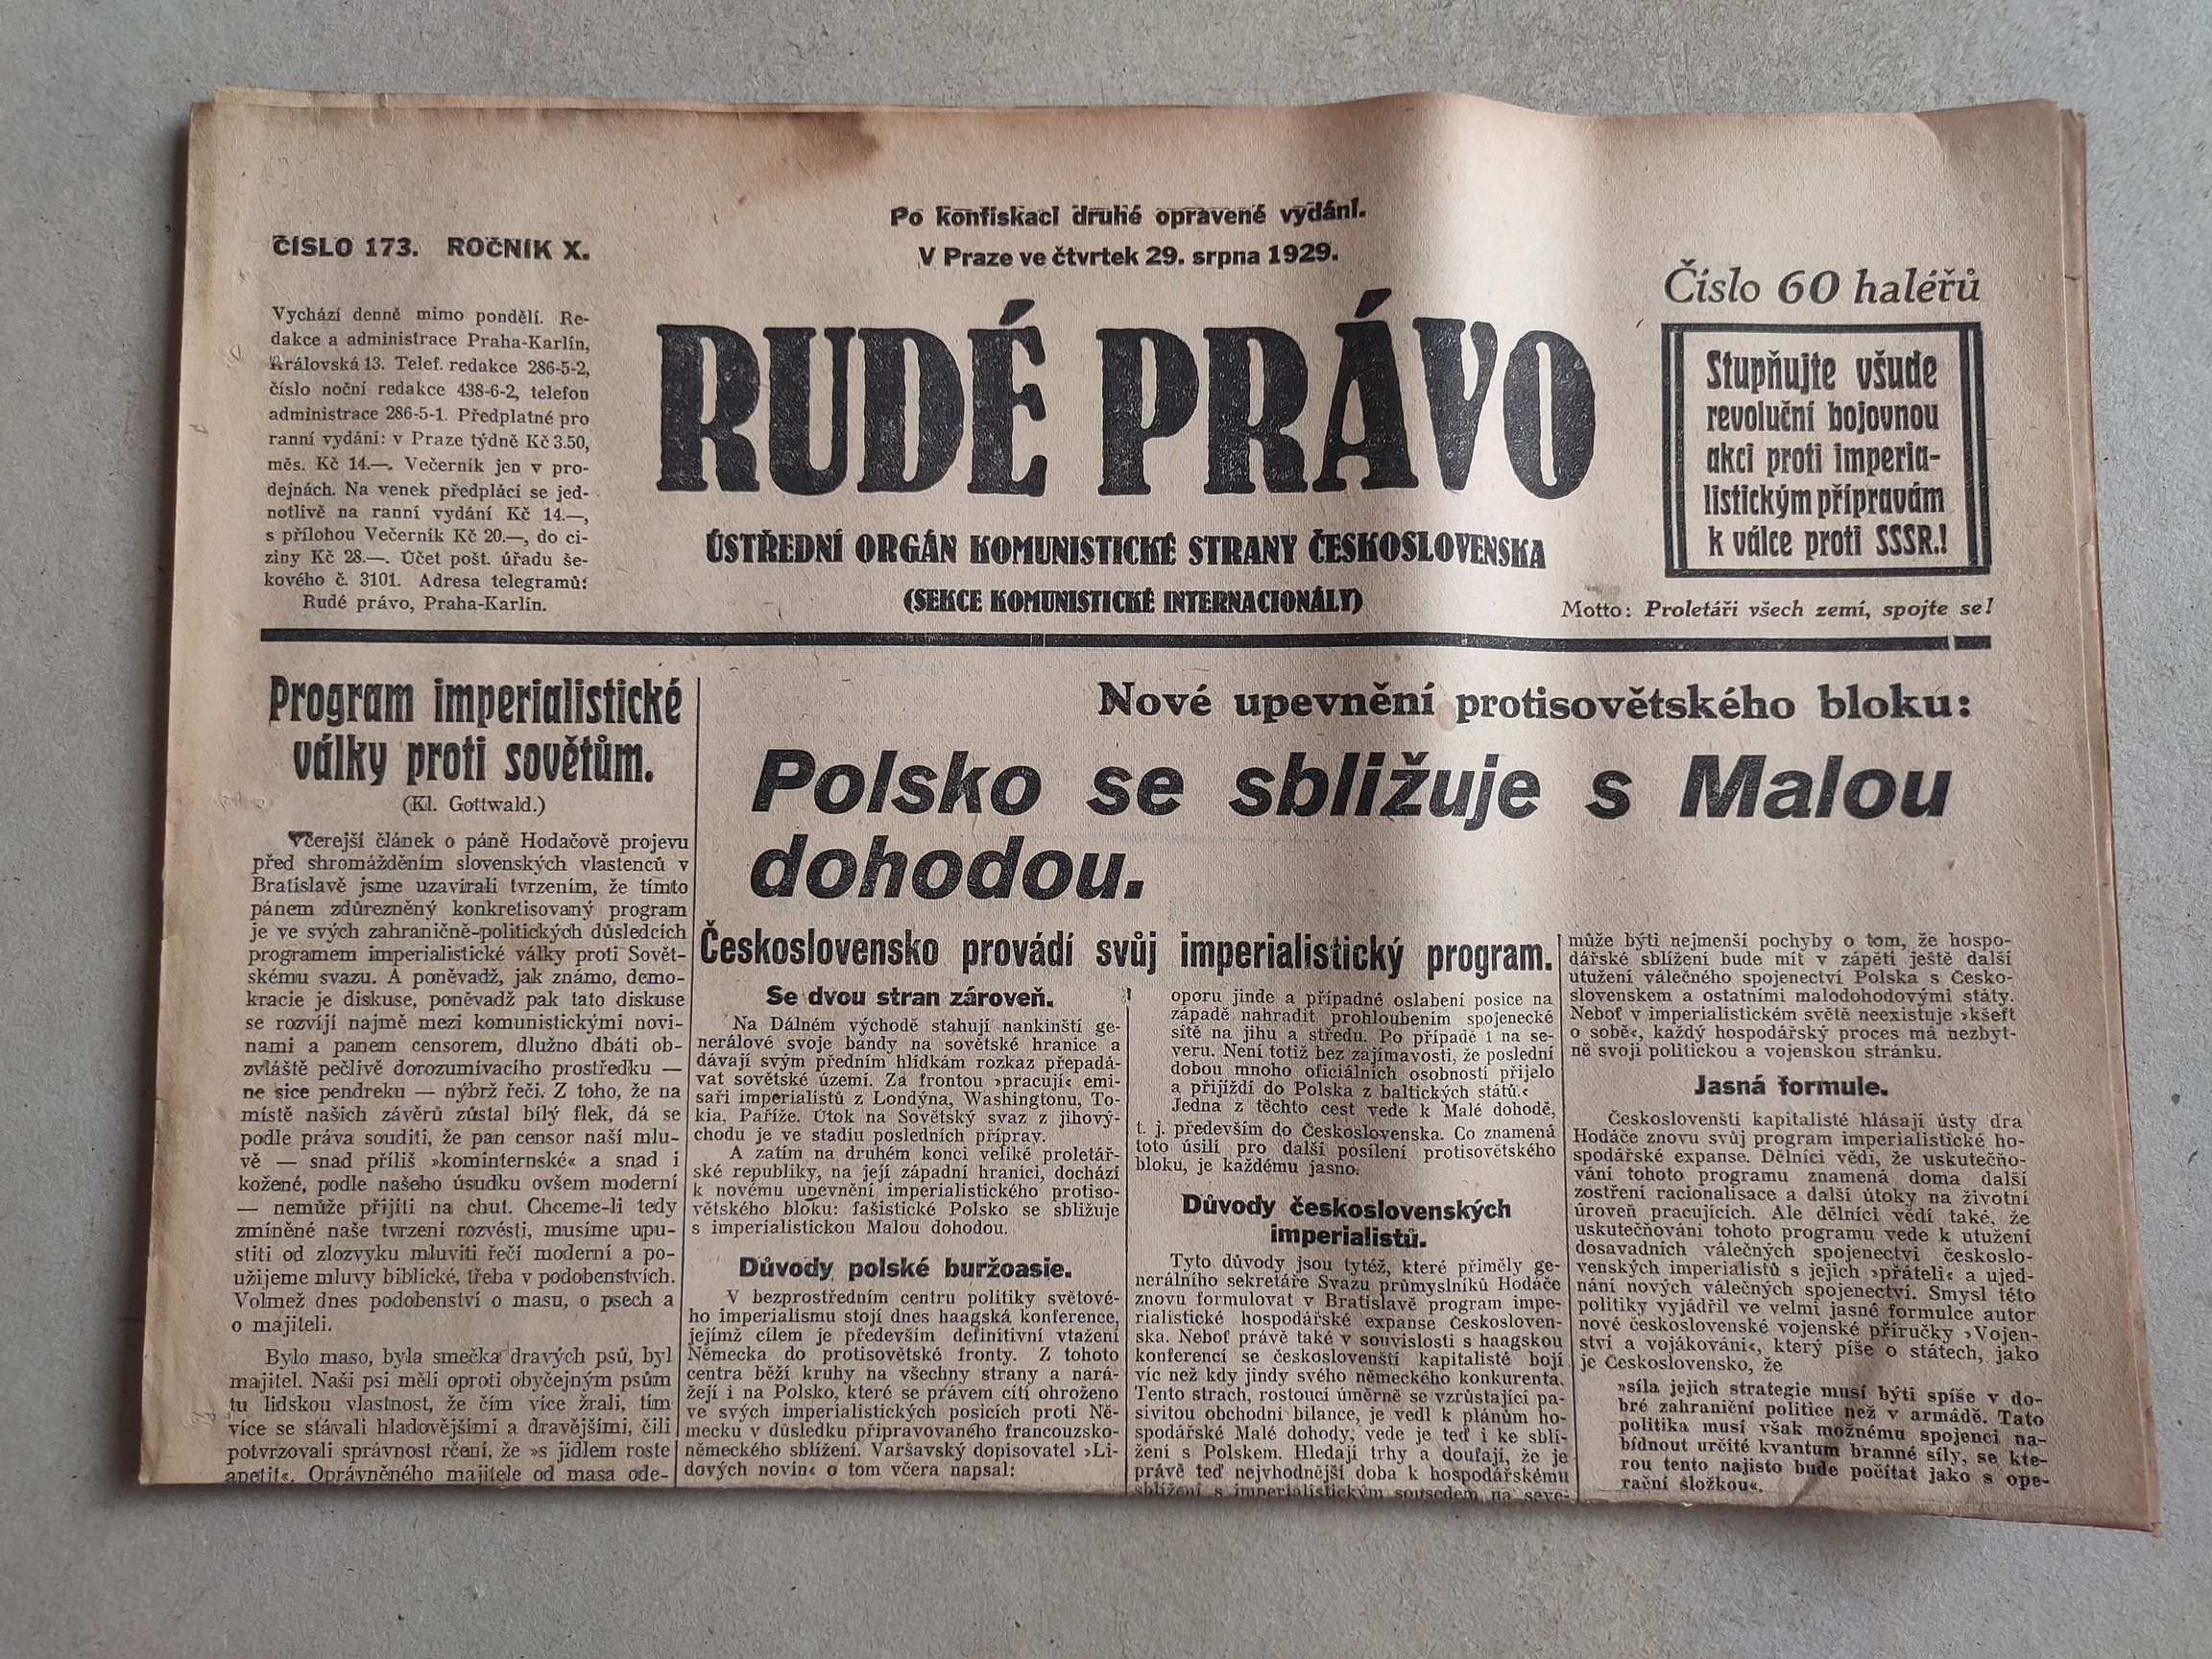 Po konfiskaci druhé opravené vydání.
V Praze ve čtvrtek 29. srpna 1929.
ČÍSLO 173. ROČNÍK X.
Vychází denně mimo pondělí. Re-
dakce a administrace Praha-Karlín,
Královská 13. Telef. redakce 286-5-2,
číslo noční redakce 438-6-2, telefon
administrace 286-5-1. Předplatné pro
ranní vydání: v Praze týdně Kč 3.50,
měs. Kč 14.—. Večerník jen v pro-
dejnách. Na venek předplácí se jed-
notlivě na ranní vydání Kč 14.—,
s přílohou Večerník Kč 20.—, do ci-
ziny Kč 28.—. Účet pošt. úřadu še-
kového č. 3101. Adresa telegramů:
Rudé právo, Praha-Karlín.
RUDÉ PRÁVO
ÚSTŘEDNÍ ORGÁN KOMUNISTICKÉ STRANY ČESKOSLOVENSKA
(SEKCE KOMUNISTICKÉ INTERNACIONÁLY)
Číslo 60 haléřů
Stupňujte všude
revoluční bojovnou
akci proti imperia-
listickým přípravám
k válce proti SSSR.!
Motto: Proletáři všech zemí, spojte se!
Program imperialistické
války proti sovětům.
(Kl. Gottwald.)
Včerejší článek o páně Hodačově projevu
před shromážděním slovenských vlastenců v
Bratislavě jsme uzavírali tvrzením, že tímto
pánem zdůrezněný konkretisovaný program
je ve svých zahraničně-politických důsledcích
programem imperialistické války proti Sovět-
skému svazu. A poněvadž, jak známo, demo-
kracie je diskuse, poněvadž pak tato diskuse
se rozvíjí najmě mezi komunistickými novi-
nami a panem censorem, dlužno dbáti ob-
zvláště pečlivě dorozumívacího prostředku —
ne sice pendreku — nýbrž řeči. Z toho, že na
místě našich závěrů zůstal bílý flek, dá se
podle práva souditi, že pan censor naší mlu-
vě — snad příliš »kominternské« a snad i
kožené, podle našeho úsudku ovšem moderní
— nemůže přijíti na chut. Chceme-li tedy
zmíněné naše tvrzení rozvésti, musíme upu-
stiti od zlozvyku mluviti řečí moderní a po-
užijeme mluvy biblické, třeba v podobenstvích.
Volmež dnes podobenství o masu, o psech a
o majiteli.
Bylo maso, byla smečka dravých psů, byl
majitel. Naši psi měli oproti obyčejným psům
tu lidskou vlastnost, že čím více žrali, tím
více se stávali hladovějšími a dravějšími, čili
potvrzovali správnost rčení, že »s jídlem roste
apetit«. Oprávněného majitele od masa ode-
Nové upevnění protisovětského bloku:
Polsko se sbližuje s Malou
dohodou.
Československo provádí svůj imperialistický program.
Se dvou stran zároveň.
Na Dálném východě stahují nankinští ge-
nerálové svoje bandy na sovětské hranice a
dávají svým předním hlídkám rozkaz přepadá-
vat sovětské území. Za frontou »pracují« emi-
saři imperialistů z Londýna, Washingtonu, To-
kia, Paříže. Útok na Sovětský svaz z jihový-
chodu je ve stadiu posledních příprav.
A zatím na druhém konci veliké proletář-
ské republiky, na její západní hranici, dochází
k novému upevnění imperialistického protiso-
větského bloku: fašistické Polsko se sbližuje
s imperialistickou Malou dohodou.
Důvody polské buržoasie.
V bezprostředním centru politiky světové-
ho imperialismu stojí dnes haagská konference,
jejímž cílem je především definitivní vtažení
Německa do protisovětské fronty. Z tohoto
centra běží kruhy na všechny strany a nará-
žejí i na Polsko, které se právem cítí ohroženo
ve svých imperialistických posicích proti Ně-
mecku v důsledku připravovaného francouzsko-
německého sblížení. Varšavský dopisovatel »Li-
dových novin« o tom včera napsal:
oporu jinde a případné oslabení posice na
západě nahradit prohloubením spojenecké
sítě na jihu a středu. Po případě i na se-
veru. Není totiž bez zajímavosti, že poslední
dobou mnoho oficiálních osobností přijelo
a přijíždí do Polska z baltických států.«
Jedna z těchto cest vede k Malé dohodě,
t. j. především do Československa. Co znamená
toto úsilí pro další posílení protisovětského
bloku, je každému jasno.
Důvody československých
imperialistů.
Tyto důvody jsou tytéž, které přiměly ge-
nerálního sekretáře Svazu průmyslníků Hodáče
znovu formulovat v Bratislavě program impe-
rialistické hospodářské expanse Českosloven-
ska. Neboť právě také v souvislosti s haagskou
konferencí se českoslovenští kapitalisté bojí
víc než kdy jindy svého německého konkurenta.
Tento strach, rostoucí úměrně se vzrůstající pa-
sivitou obchodní bilance, je vedl k plánům ho-
spodářské Malé dohody, vede je teď i ke sblí-
žení s Polskem. Hledají trhy a doufají, že je
právě teď nejvhodnější doba k hospodářskému
sblížení s imperialistickým sousedem na seve-
může býti nejmenší pochyby o tom, že hospo-
dářské sblížení bude mít v zápětí ještě další
utužení válečného spojenectví Polska s Česko-
slovenskem a ostatními malodohodovými státy.
Neboť v imperialistickém světě neexistuje »kšeft
o sobě«, každý hospodářský proces má nezbyt-
ně svoji politickou a vojenskou stránku.
Jasná formule.
Českoslovenští kapitalisté hlásají ústy dra
Hodáče znovu svůj program imperialistické ho-
spodářské expanse. Dělníci vědí, že uskutečňo-
vání tohoto programu znamená doma další
zostření racionalisace a další útoky na životní
úroveň pracujících. Ale dělníci vědí také, že
uskutečňování tohoto programu vede k utužení
dosavadních válečných spojenectví českoslo-
venských imperialistů s jejich »přáteli« a ujed-
nání nových válečných spojenectví. Smysl této
politiky vyjádřil ve velmi jasné formulce autor
nové československé vojenské příručky »Vojen-
ství a vojákování«, který píše o státech, jako
je Československo, že
»síla jejich strategie musí býti spíše v do-
bré zahraniční politice než v armádě. Tato
politika musí však možnému spojenci na-
bídnout určité kvantum branné síly, se kte-
rou tento najisto bude počítat jako s ope-
rační složkou«.